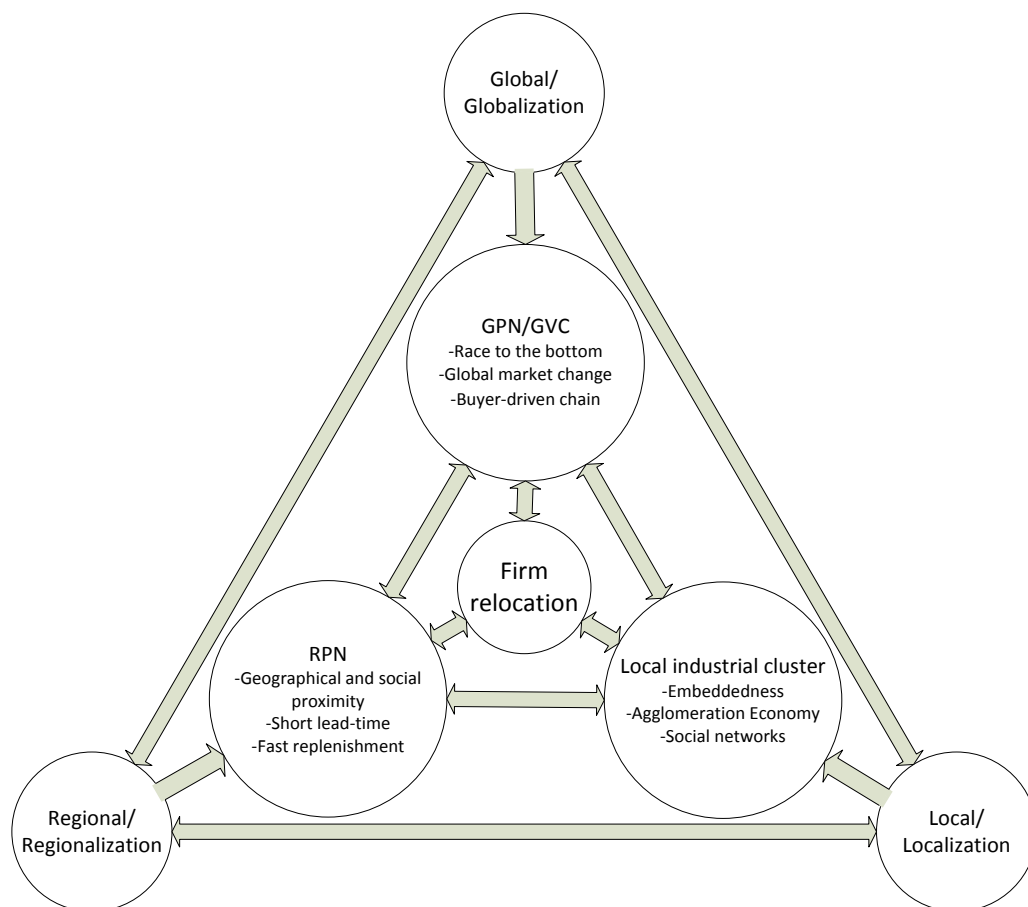 Global/
Globalization
GPN/GVC
-Race to the bottom
-Global market change
-Buyer-driven chain
Firm
relocation
RPN
-Geographical and social
proximity
-Short lead-time
-Fast replenishment
Local industrial cluster
-Embeddedness
-Agglomeration Economy
-Social networks
Regional/
Regionalization
Local/
Localization